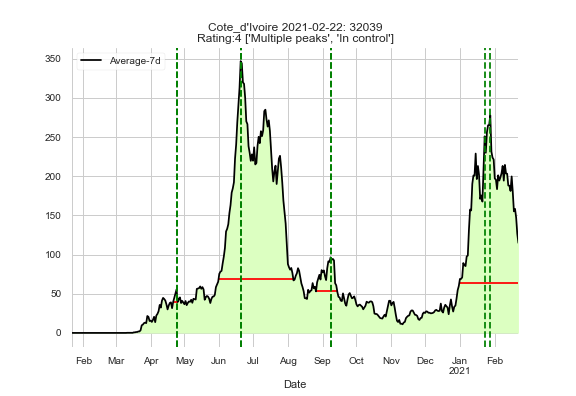 Cote_d'Ivoire 2021-02-22: 32039
Rating:4 ['Multiple peaks', 'In control']
Average-7d
350
300
250
200
150
100
50
0
Feb Mar Apr May Jun Jul Aug Sep Oct Nov Dec Jan Feb
2021
Date